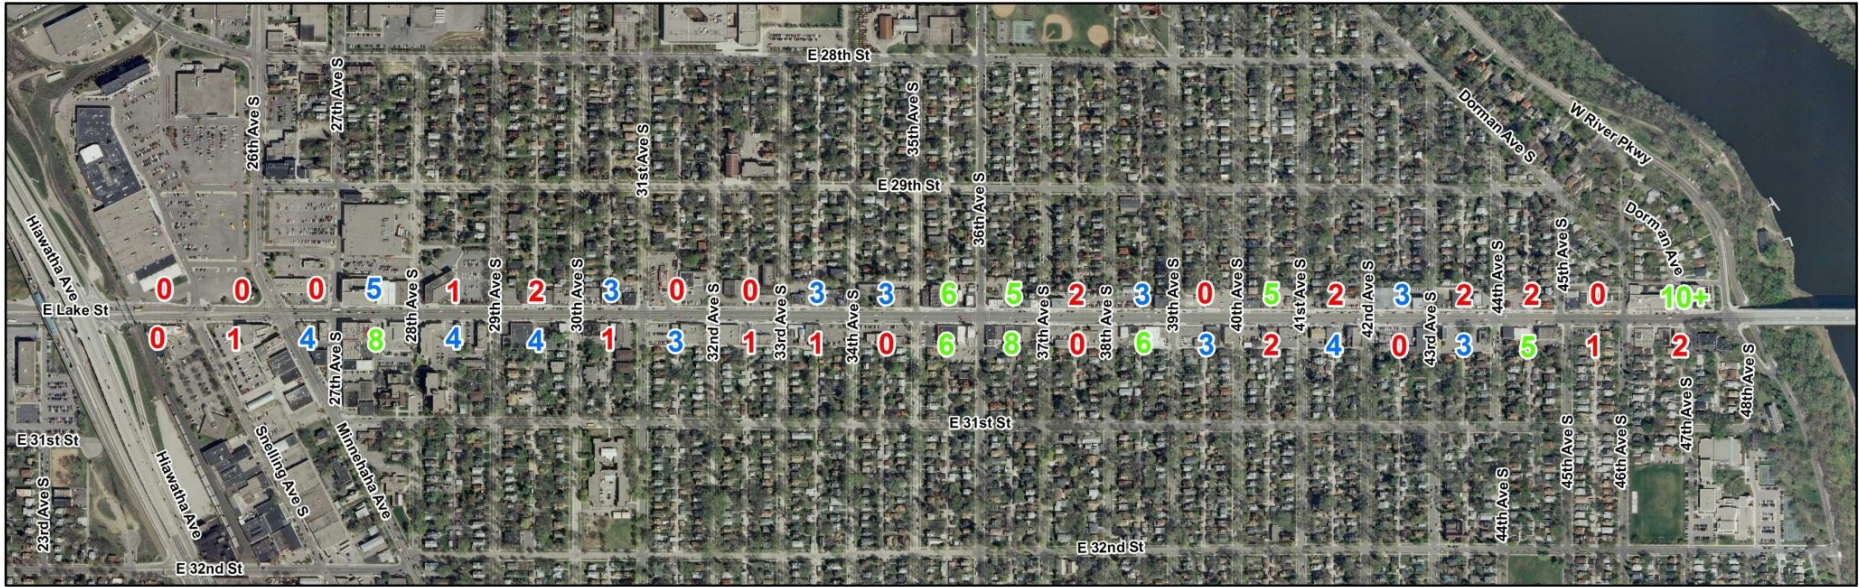 E 28th St
27th Ave S
26th Ave S
35th Ave S
31st Ave S
Dorman Ave S
W River Pkwy
E 29th St
36th Ave S
Dorman Ave
Hiawatha Ave
0 0 0 5 1 2 3 0 0 3 3 6 5 2 3 0 5 2 3 2 2 0 10+
28th Ave S
29th Ave S
30th Ave S
32nd Ave S
33rd Ave S
34th Ave S
37th Ave S
38th Ave S
39th Ave S
40th Ave S
41st Ave S
42nd Ave S
43rd Ave S
44th Ave S
45th Ave S
E Lake St
0 1 4 8 4 4 1 3 1 1 0 6 8 0 6 3 2 4 0 3 5 1 2
27th Ave S
48th Ave S
47th Ave S
E 31st St
E 31st St
Snelling Ave S
Minnehaha Ave
Hiawatha Ave
23rd Ave S
44th Ave S
45th Ave S
46th Ave S
E 32nd St
E 32nd St